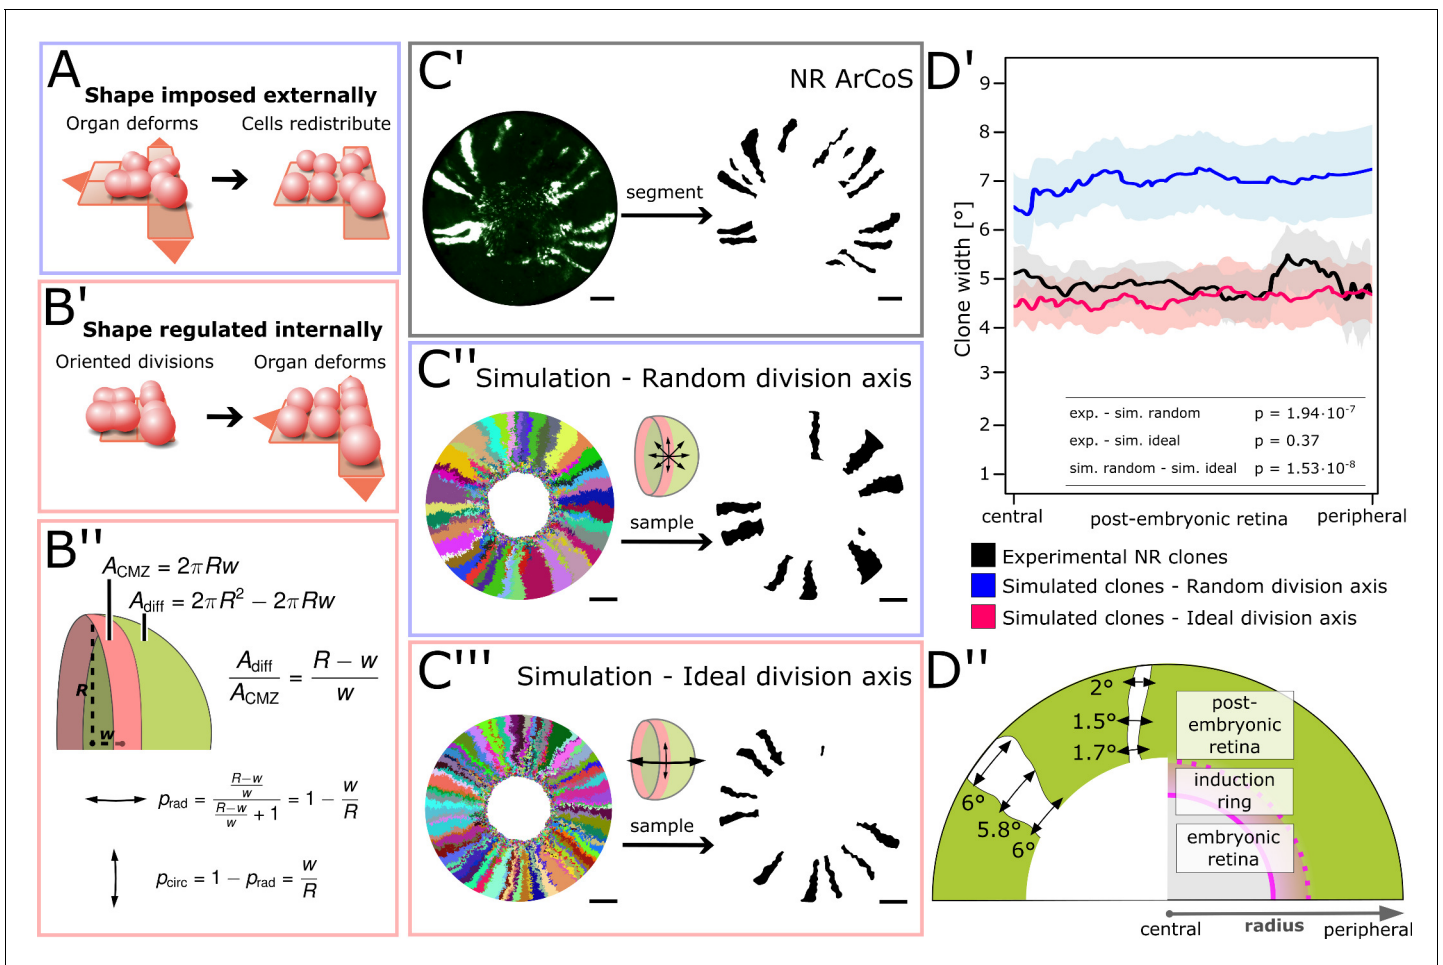 A
Shape imposed externally
Organ deforms
Cells redistribute
B'
Shape regulated internally
Oriented divisions
Organ deforms
B''
A_CMZ = 2πRw
A_diff = 2πR² − 2πRw
A_diff / A_CMZ = (R − w) / w
R
w
p_rad = ((R−w)/w) / ((R−w)/w + 1) = 1 − w/R
p_circ = 1 − p_rad = w/R
C'
NR ArCoS
segment
C''
Simulation - Random division axis
sample
C'''
Simulation - Ideal division axis
sample
D'
Clone width [°]
9
8
7
6
5
4
3
2
1
exp. - sim. random p = 1.94·10⁻⁷
exp. - sim. ideal p = 0.37
sim. random - sim. ideal p = 1.53·10⁻⁸
central
post-embryonic retina
peripheral
Experimental NR clones
Simulated clones - Random division axis
Simulated clones - Ideal division axis
D''
2°
1.5°
1.7°
6°
5.8°
6°
post-
embryonic
retina
induction
ring
embryonic
retina
central
radius
peripheral